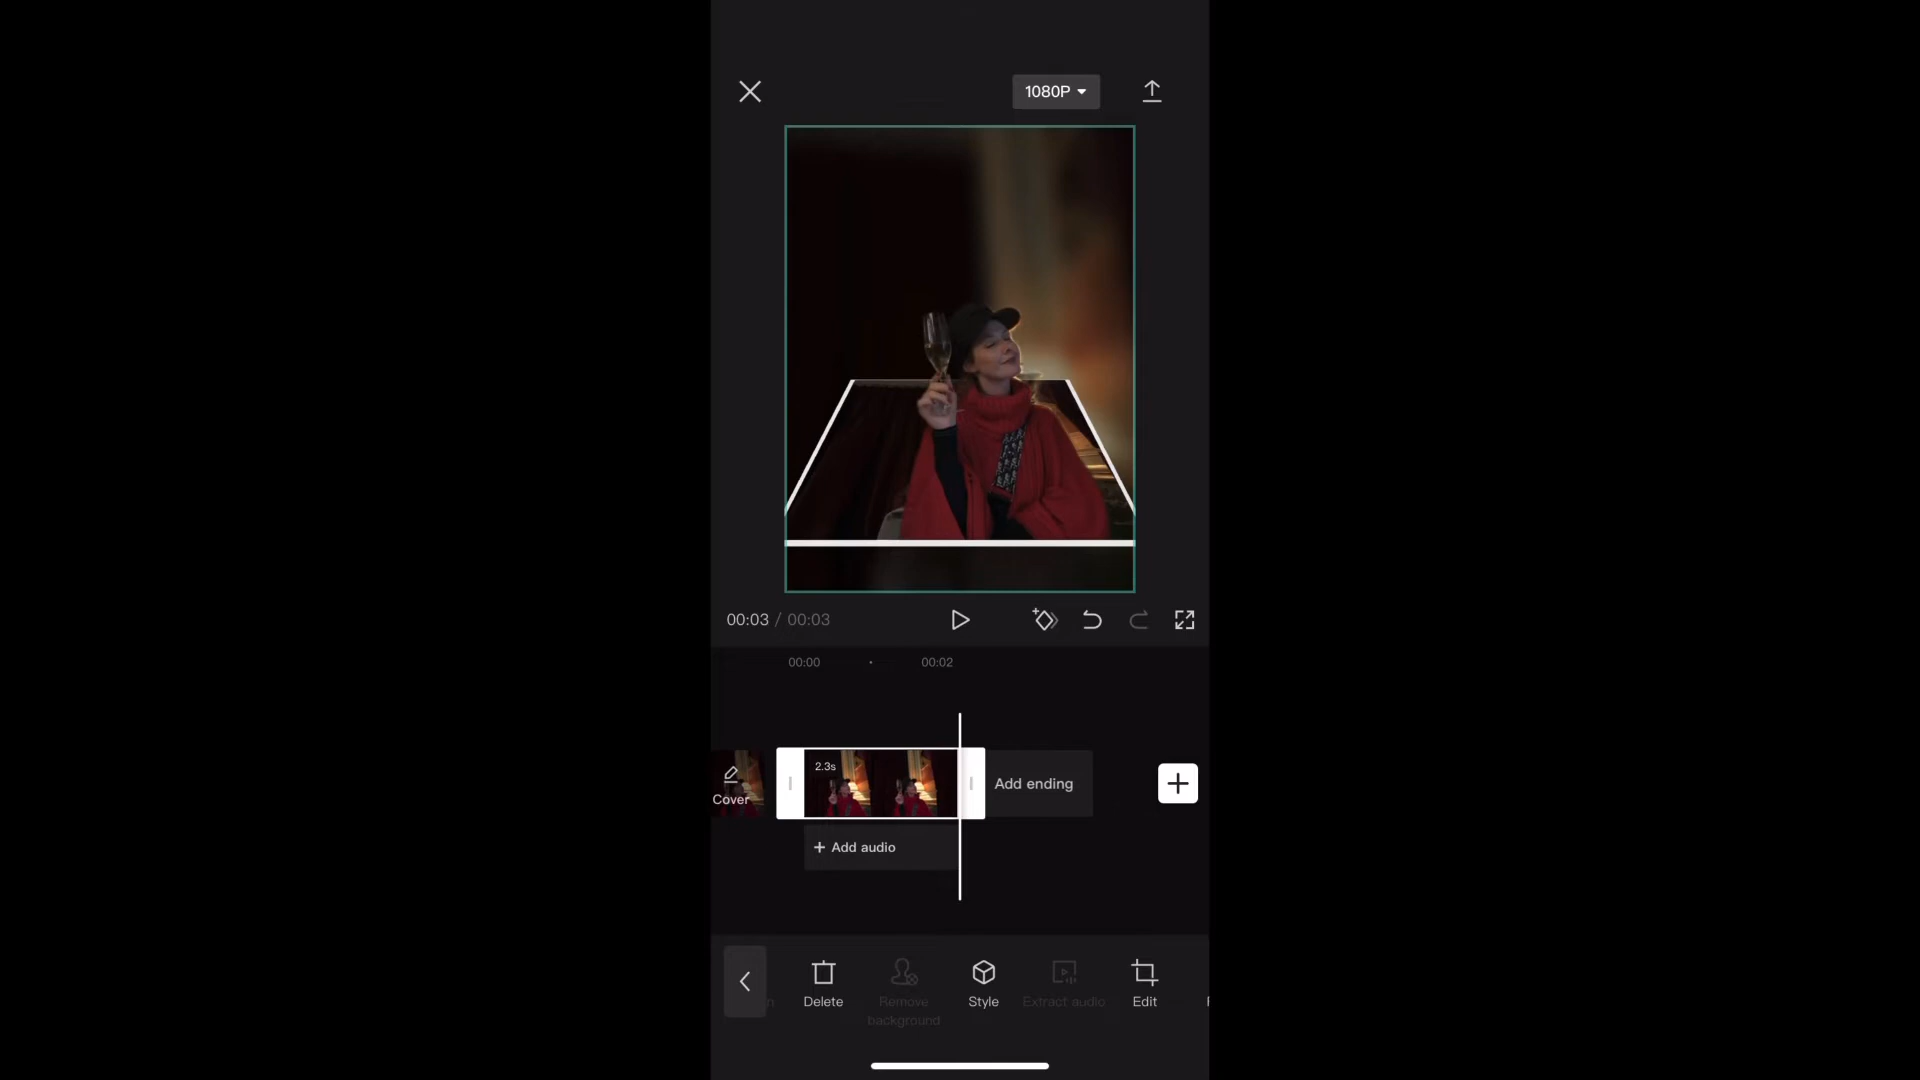 1080P
00:03 / 00:03
00:00
00:02
2.3s
Cover
Add ending
+ Add audio
Delete
Remove background
Style
Extract audio
Edit